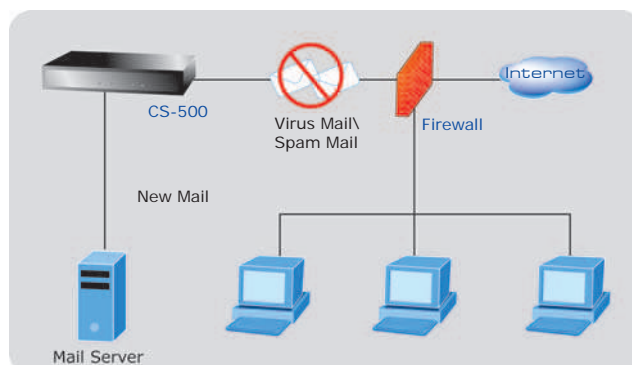 Internet
CS-500
Virus Mail\
Spam Mail
Firewall
New Mail
Mail Server